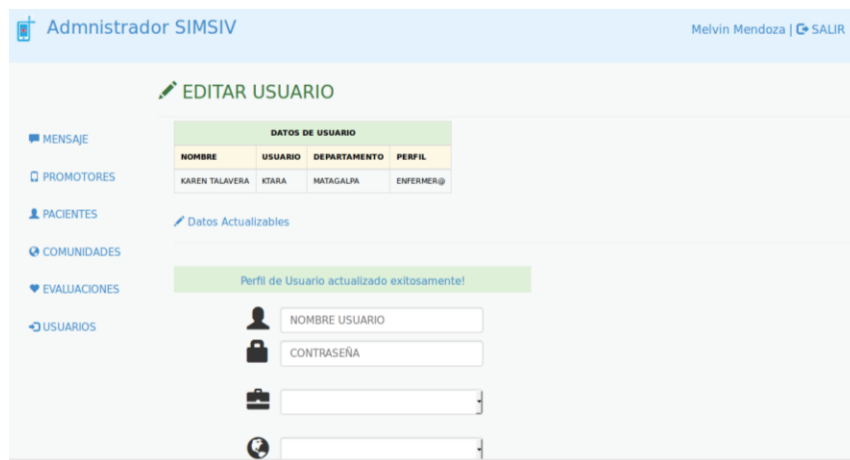 Admnistrador SIMSIV
Melvin Mendoza | SALIR
EDITAR USUARIO
MENSAJE
PROMOTORES
PACIENTES
COMUNIDADES
EVALUACIONES
USUARIOS
DATOS DE USUARIO
NOMBRE USUARIO DEPARTAMENTO PERFIL
KAREN TALAVERA KTARA MATAGALPA ENFERMER@
Datos Actualizables
Perfil de Usuario actualizado exitosamente!
NOMBRE USUARIO
CONTRASEÑA